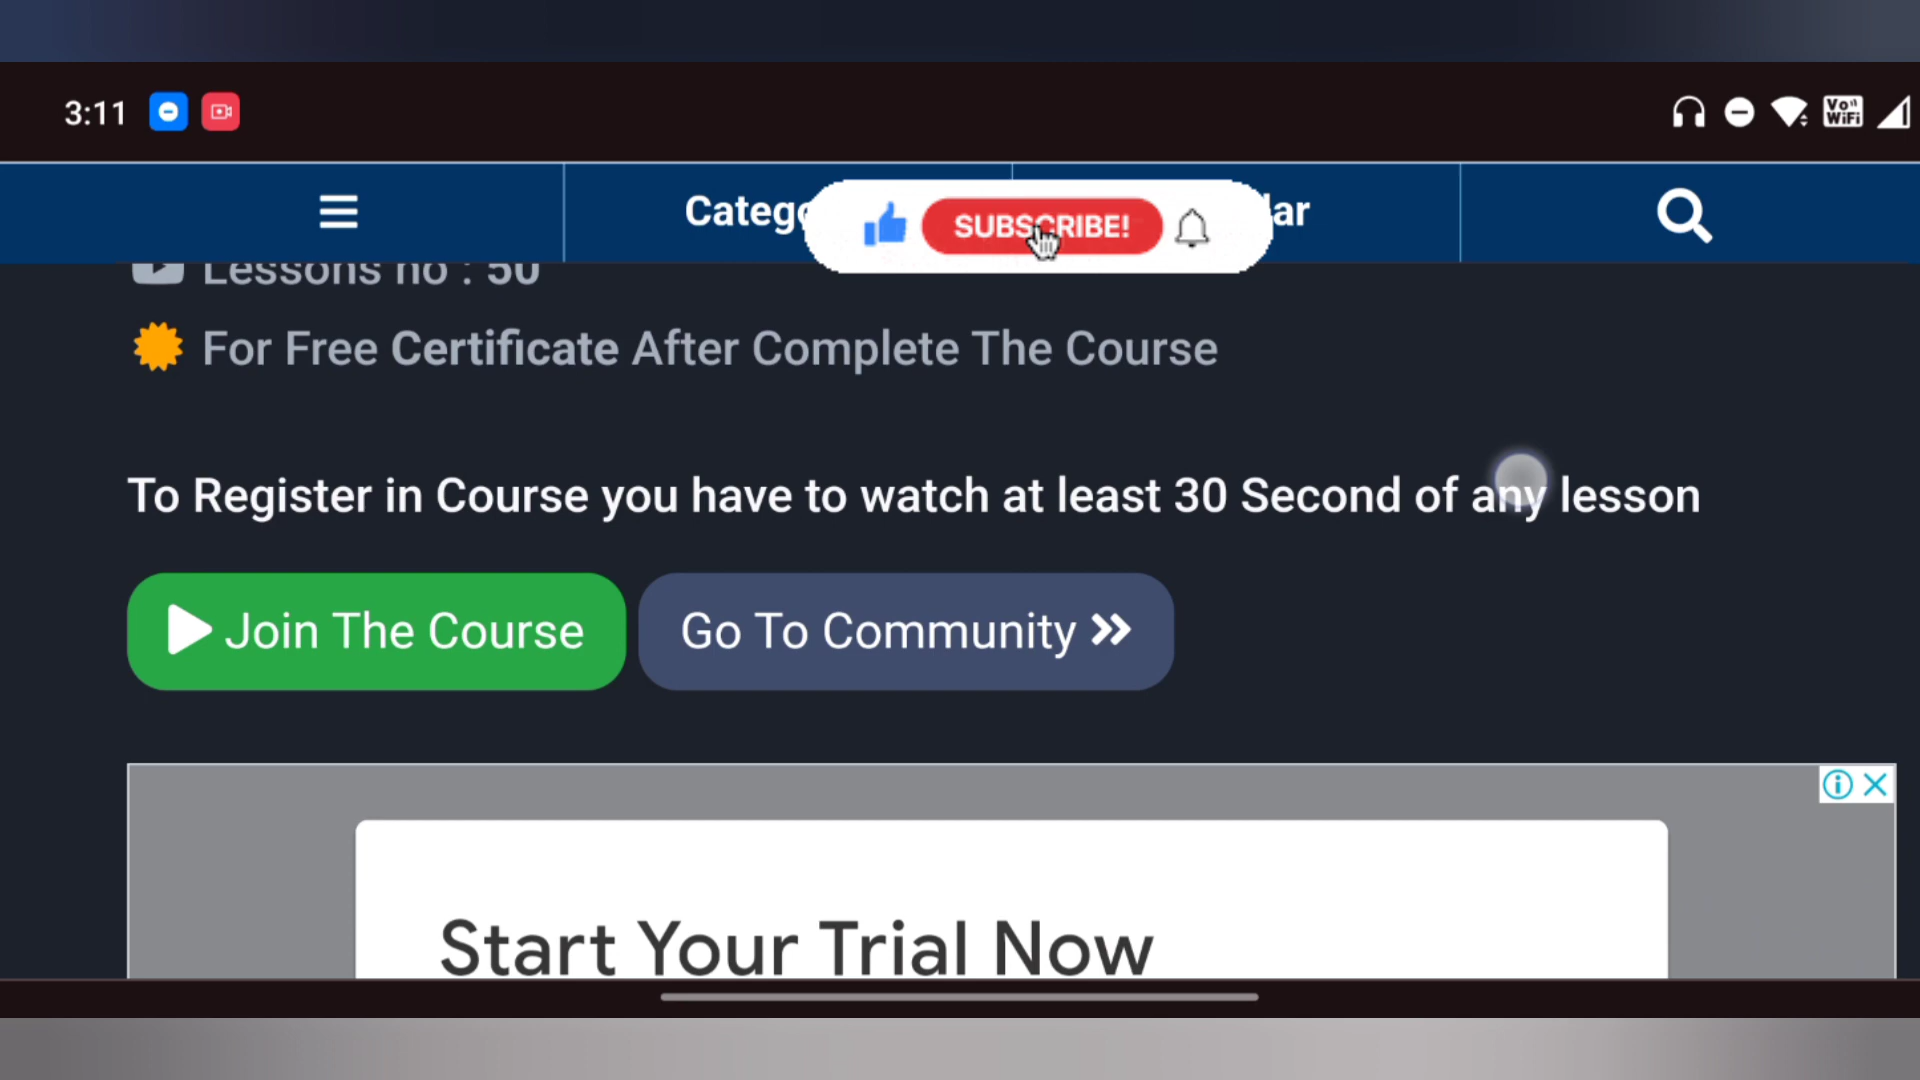 3:11
Vo WiFi
SUBSCRIBE!
Lessons no : 50
For Free Certificate After Complete The Course
To Register in Course you have to watch at least 30 Second of any lesson
Join The Course
Go To Community
Start Your Trial Now